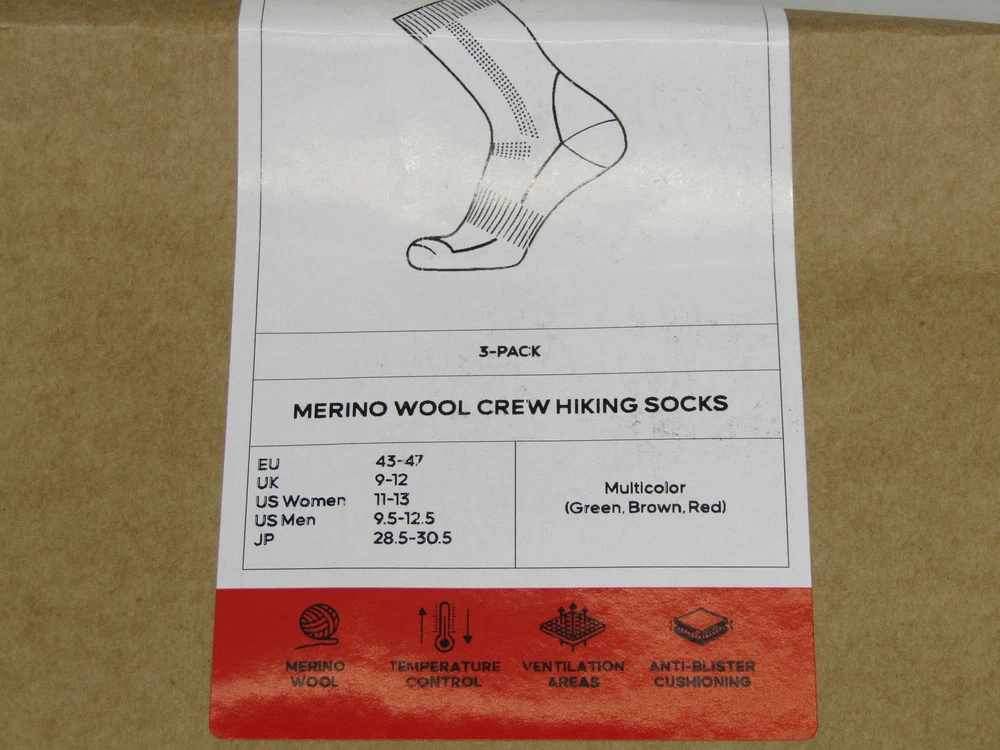 3-PACK
MERINO WOOL CREW HIKING SOCKS
EU 43-47
UK 9-12
US Women 11-13
US Men 9.5-12.5
JP 28.5-30.5
Multicolor
(Green, Brown, Red)
MERINO WOOL
TEMPERATURE CONTROL
VENTILATION AREAS
ANTI-BLISTER CUSHIONING